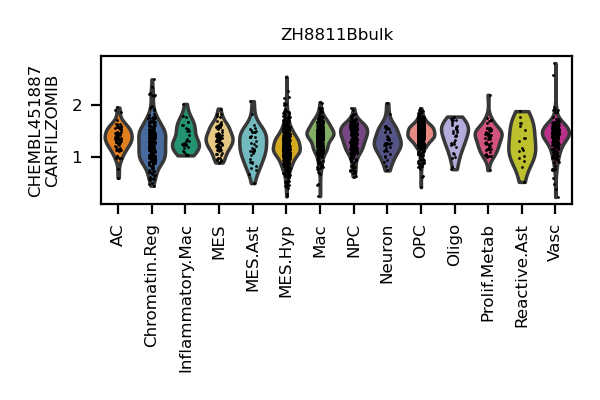 ZH8811Bbulk
CHEMBL451887
CARFILZOMIB
2
1
AC
Chromatin.Reg
Inflammatory.Mac
MES
MES.Ast
MES.Hyp
Mac
NPC
Neuron
OPC
Oligo
Prolif.Metab
Reactive.Ast
Vasc